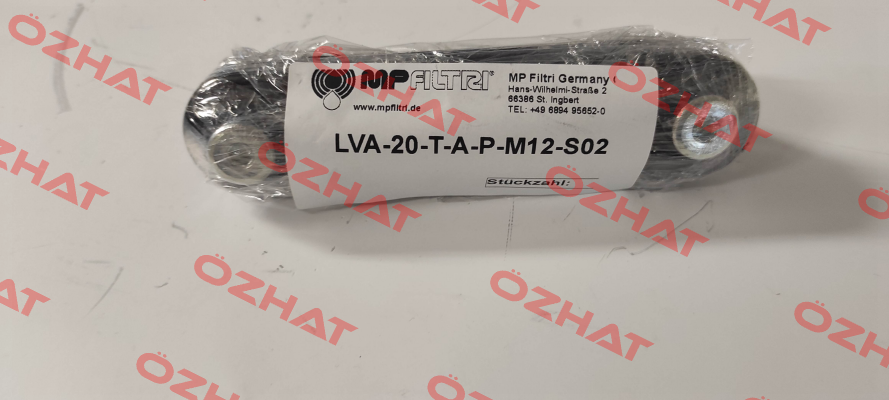 MPFILTRI®
www.mpfiltri.de
MP Filtri Germany
Hans-Wilhelmi-Straße 2
66386 St. Ingbert
TEL: +49 6894 95652-0
LVA-20-T-A-P-M12-S02
Stückzahl:
ÖZHAT
ÖZHAT
ÖZHAT
ÖZHAT
ÖZHAT
ÖZHAT
ÖZHAT
ÖZHAT
ÖZHAT
ÖZHAT
ÖZHAT